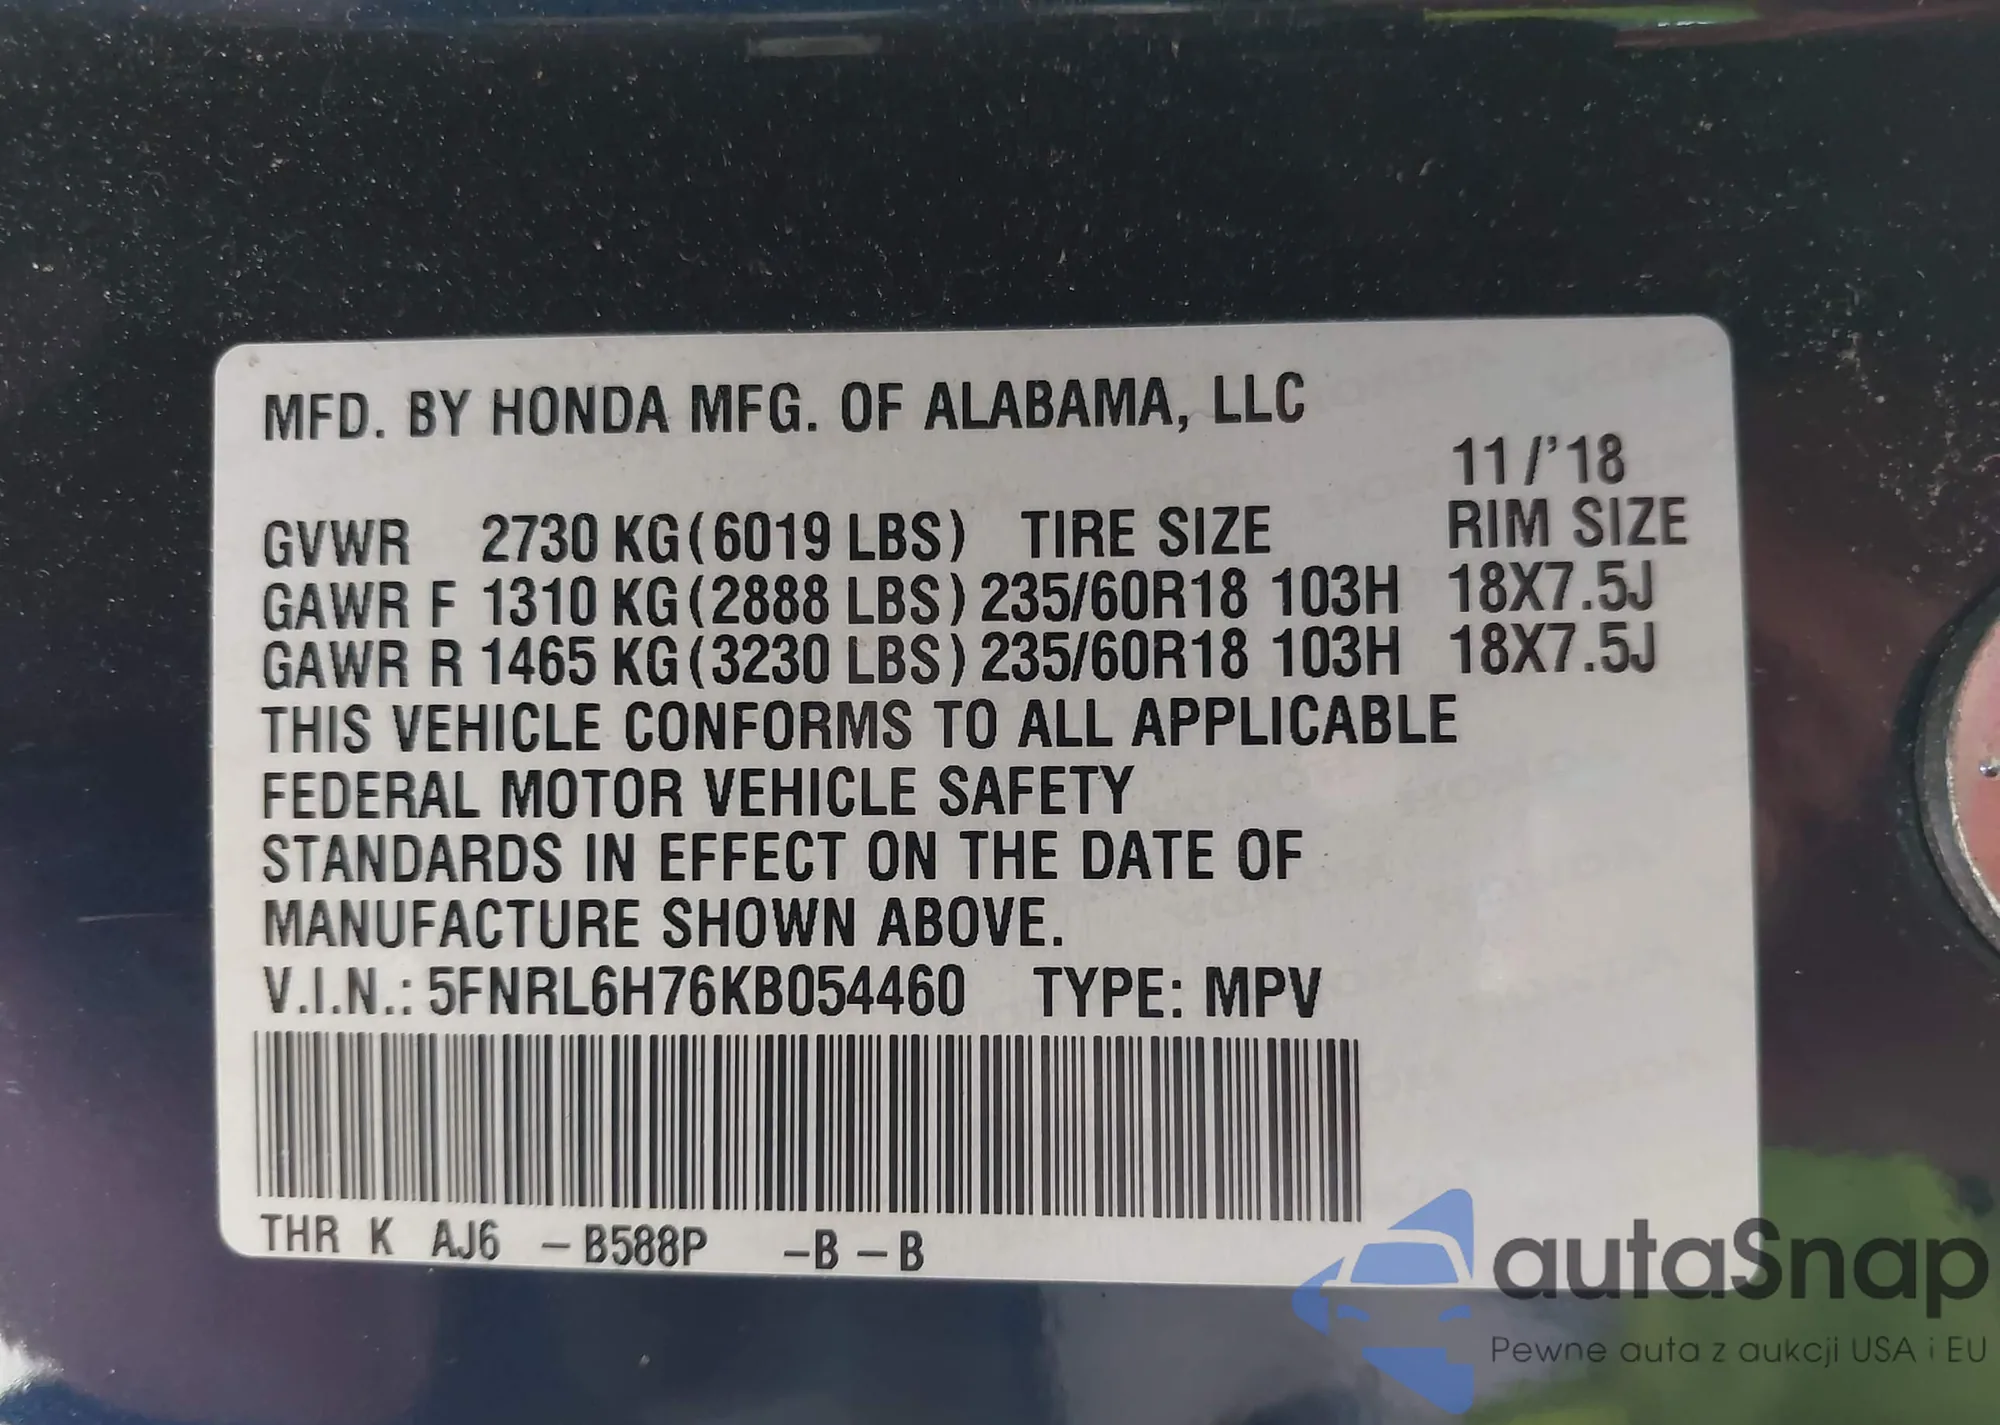 MFD. BY HONDA MFG. OF ALABAMA, LLC
11/'18
GVWR 2730 KG(6019 LBS) TIRE SIZE RIM SIZE
GAWR F 1310 KG(2888 LBS) 235/60R18 103H 18X7.5J
GAWR R 1465 KG(3230 LBS) 235/60R18 103H 18X7.5J
THIS VEHICLE CONFORMS TO ALL APPLICABLE
FEDERAL MOTOR VEHICLE SAFETY
STANDARDS IN EFFECT ON THE DATE OF
MANUFACTURE SHOWN ABOVE.
V.I.N.: 5FNRL6H76KB054460 TYPE: MPV
THR K AJ6 -B588P -B-B
autaSnap
Pewne auta z aukcji USA i EU